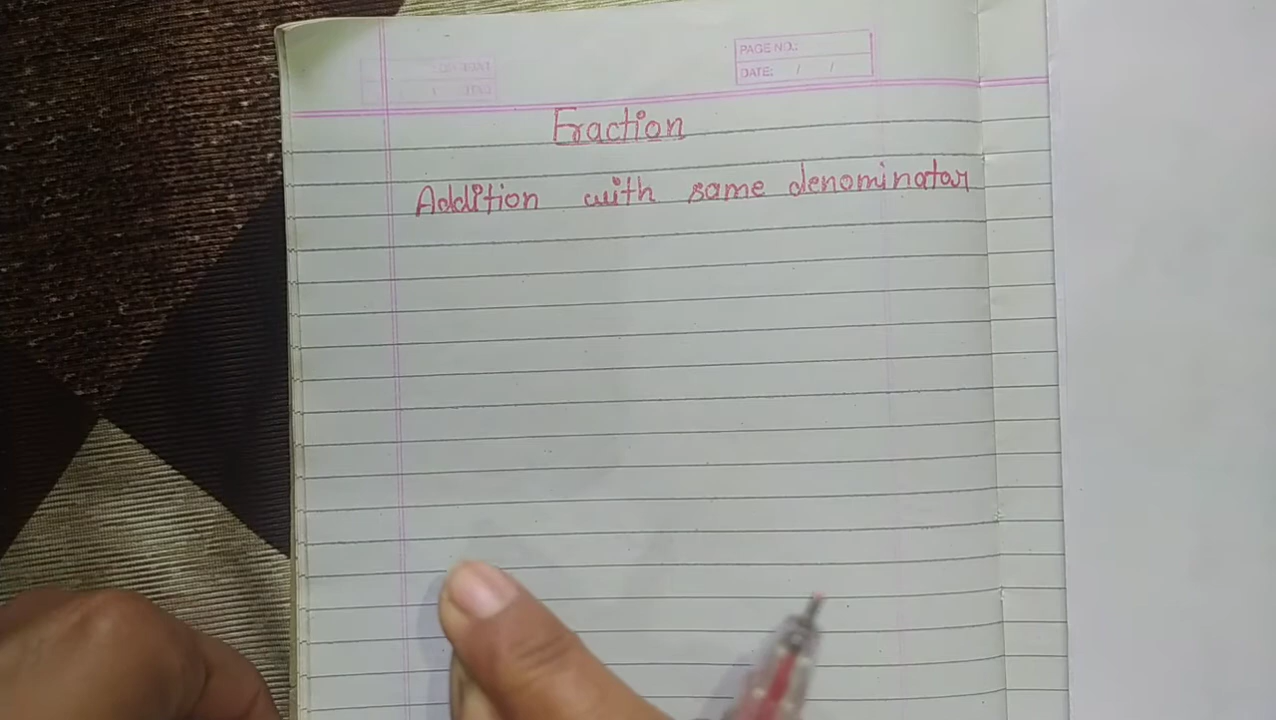 PAGE NO.:
DATE: / /
Fraction
Addition with same denominator